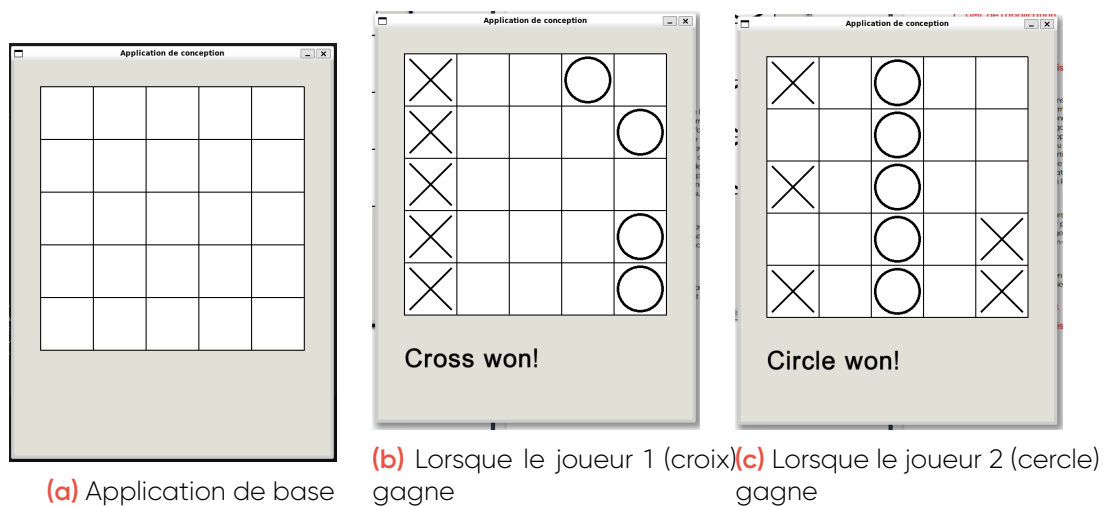 Application de conception
Application de conception
Application de conception
Cross won!
Circle won!
(a) Application de base
(b) Lorsque le joueur 1 (croix)
gagne
(c) Lorsque le joueur 2 (cercle)
gagne